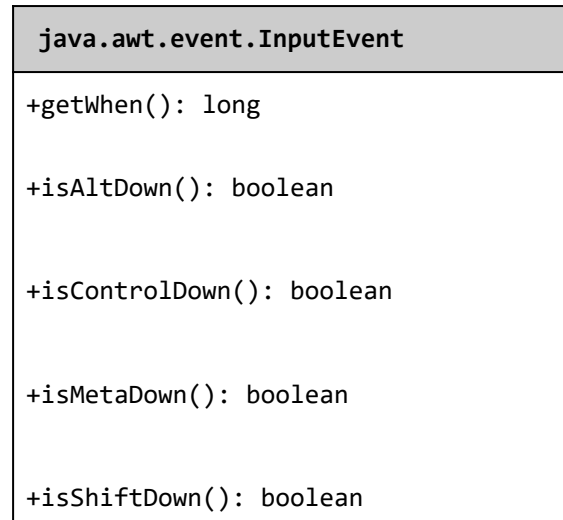 java.awt.event.InputEvent
+getWhen(): long
+isAltDown(): boolean
+isControlDown(): boolean
+isMetaDown(): boolean
+isShiftDown(): boolean